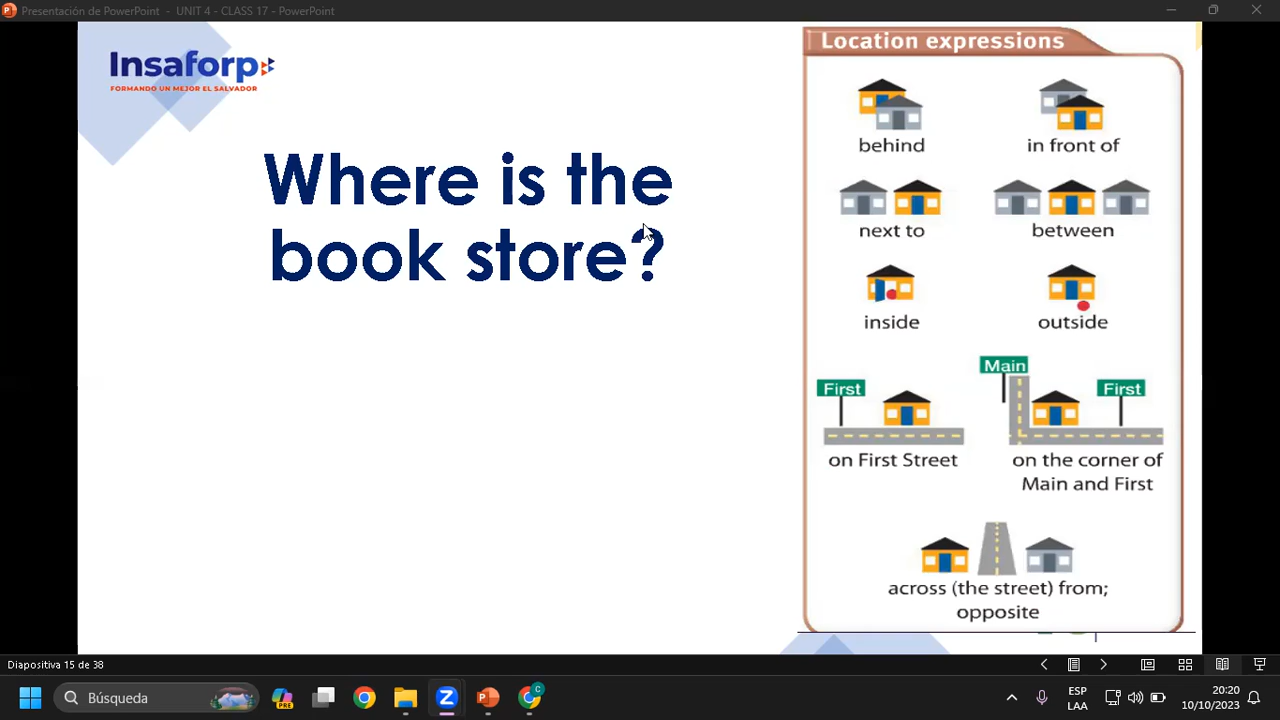 Presentación de PowerPoint - UNIT 4 - CLASS 17 - PowerPoint
Insaforp
FORMANDO UN MEJOR EL SALVADOR
Where is the
book store?
Location expressions
behind
in front of
next to
between
inside
outside
First
on First Street
Main
First
on the corner of
Main and First
across (the street) from;
opposite
Diapositiva 15 de 38
Búsqueda
PRE
Z
C
ESP
LAA
20:20
10/10/2023